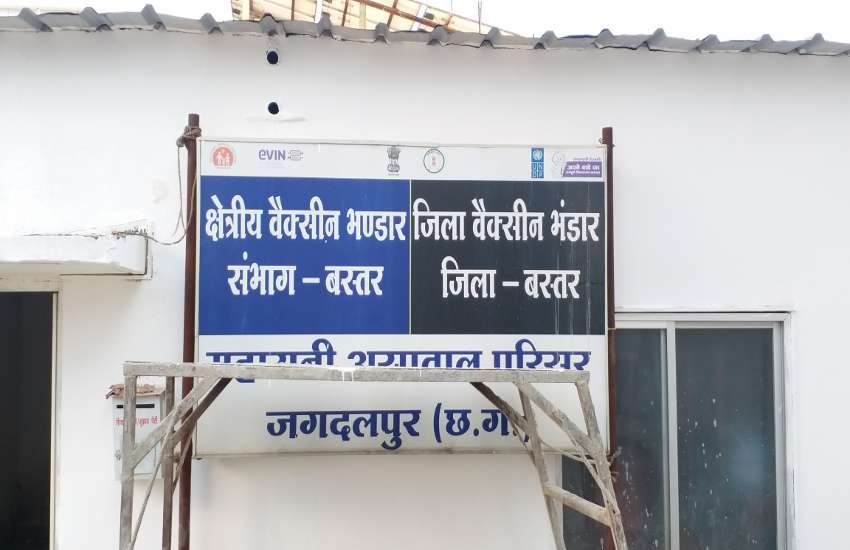 eVIN
क्षेत्रीय वैक्सीन भण्डार
संभाग – बस्तर
जिला वैक्सीन भंडार
जिला – बस्तर
महारानी अस्पताल परिसर
जगदलपुर (छ.ग.)